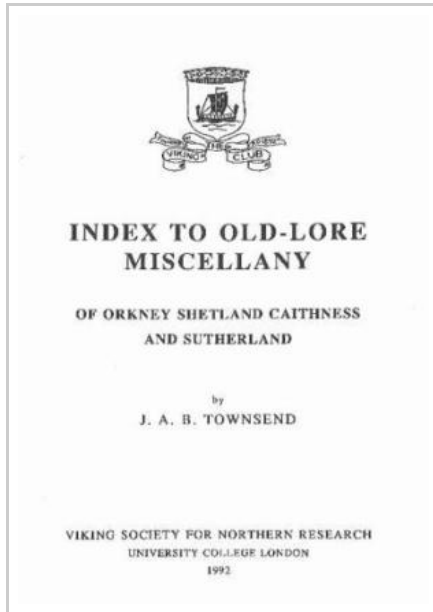 THE
VIKING
CLUB
INDEX TO OLD-LORE
MISCELLANY
OF ORKNEY SHETLAND CAITHNESS
AND SUTHERLAND
by
J. A. B. TOWNSEND
VIKING SOCIETY FOR NORTHERN RESEARCH
UNIVERSITY COLLEGE LONDON
1992